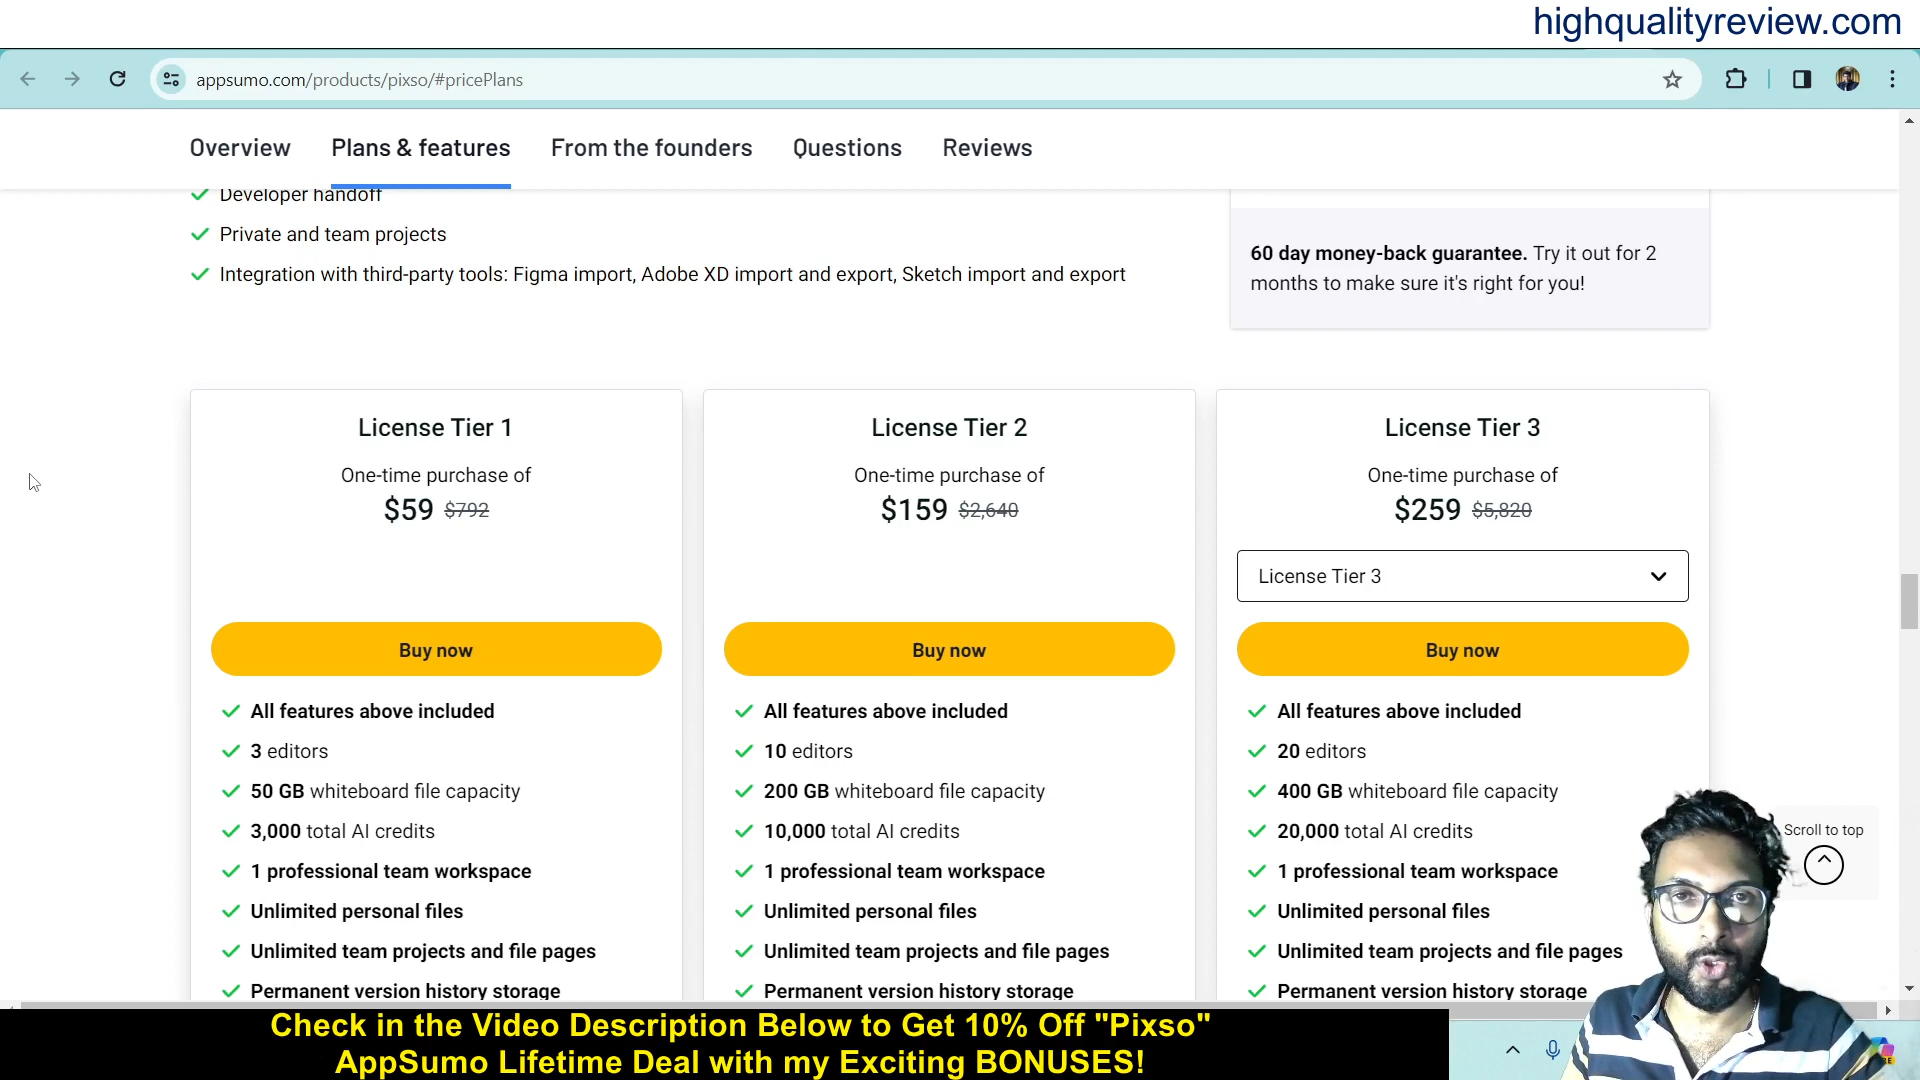 highqualityreview.com
appsumo.com/products/pixso/#pricePlans
Overview
Plans & features
From the founders
Questions
Reviews
Developer handoff
Private and team projects
Integration with third-party tools: Figma import, Adobe XD import and export, Sketch import and export
60 day money-back guarantee. Try it out for 2
months to make sure it's right for you!
License Tier 1
One-time purchase of
$59 $792
Buy now
All features above included
3 editors
50 GB whiteboard file capacity
3,000 total AI credits
1 professional team workspace
Unlimited personal files
Unlimited team projects and file pages
Permanent version history storage
License Tier 2
One-time purchase of
$159 $2,640
Buy now
All features above included
10 editors
200 GB whiteboard file capacity
10,000 total AI credits
1 professional team workspace
Unlimited personal files
Unlimited team projects and file pages
Permanent version history storage
License Tier 3
One-time purchase of
$259 $5,820
License Tier 3
Buy now
All features above included
20 editors
400 GB whiteboard file capacity
20,000 total AI credits
1 professional team workspace
Unlimited personal files
Unlimited team projects and file pages
Permanent version history storage
Scroll to top
Check in the Video Description Below to Get 10% Off "Pixso"
AppSumo Lifetime Deal with my Exciting BONUSES!